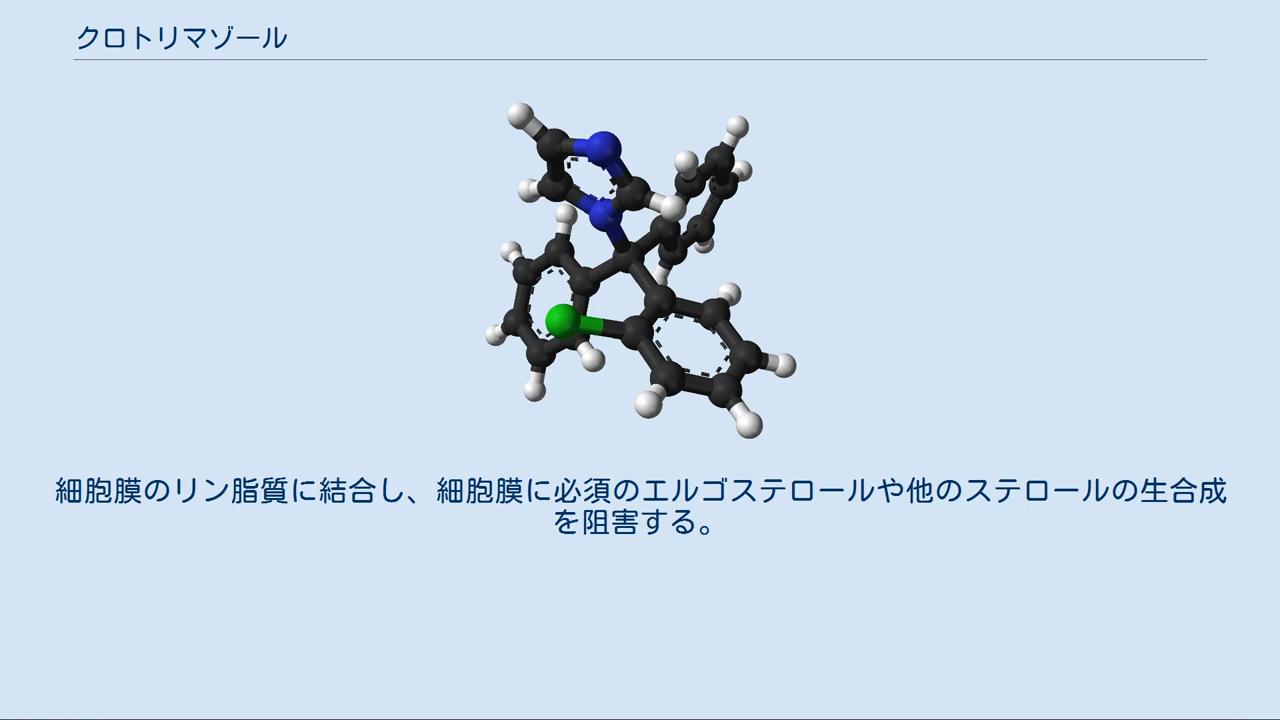 クロトリマゾール
細胞膜のリン脂質に結合し、細胞膜に必須のエルゴステロールや他のステロールの生合成
を阻害する。